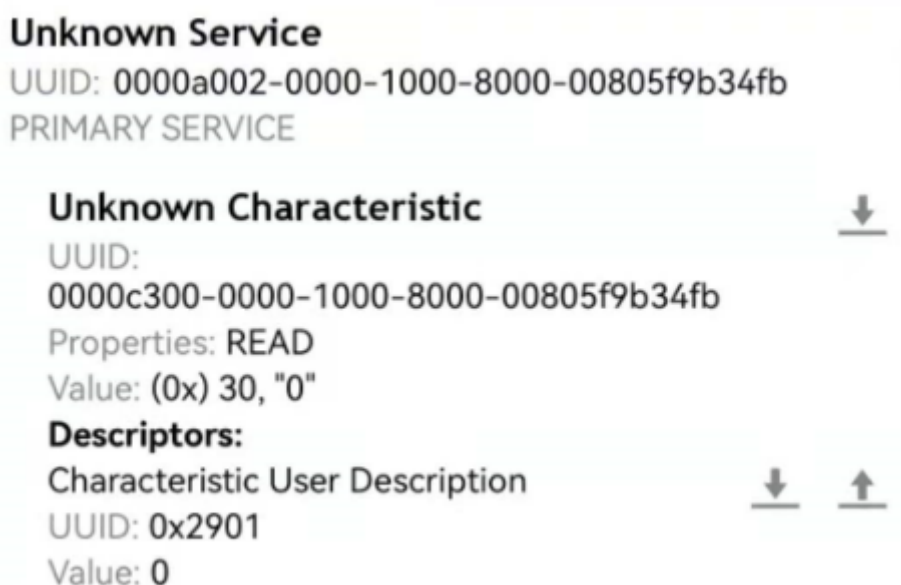 Unknown Service
UUID: 0000a002-0000-1000-8000-00805f9b34fb
PRIMARY SERVICE
Unknown Characteristic
UUID:
0000c300-0000-1000-8000-00805f9b34fb
Properties: READ
Value: (0x) 30, "0"
Descriptors:
Characteristic User Description
UUID: 0x2901
Value: 0